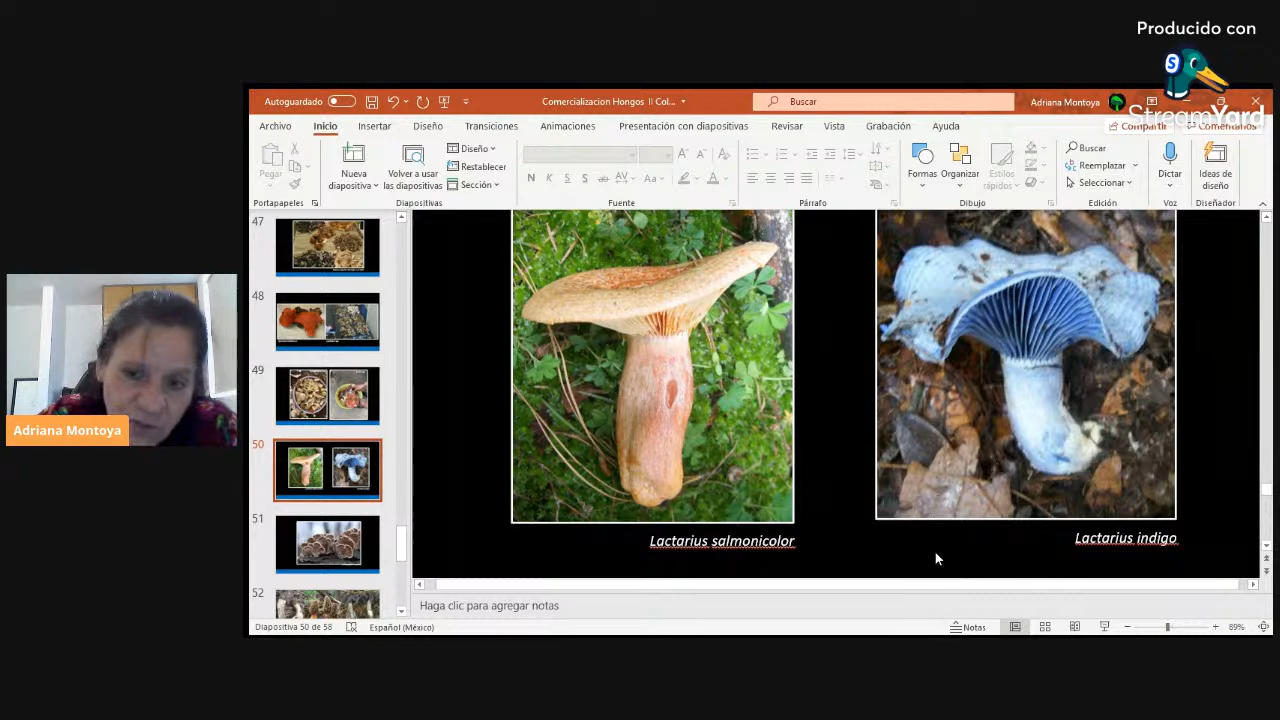 Producido con
StreamYard
Autoguardado
Comercializacion Hongos II Col...
Buscar
Adriana Montoya
Archivo
Inicio
Insertar
Diseño
Transiciones
Animaciones
Presentación con diapositivas
Revisar
Vista
Grabación
Ayuda
Compartir
Comentarios
Pegar
Nueva
diapositiva
Volver a usar
las diapositivas
Diseño
Restablecer
Sección
N K S S ab AV Aa A
Formas
Organizar
Estilos
rápidos
Buscar
Reemplazar
Seleccionar
Dictar
Ideas de
diseño
Portapapeles
Diapositivas
Fuente
Párrafo
Dibujo
Edición
Voz
Diseñador
47
48
49
50
51
52
Lactarius salmonicolor
Lactarius indigo
Adriana Montoya
Haga clic para agregar notas
Diapositiva 50 de 58
Español (México)
Notas
89%